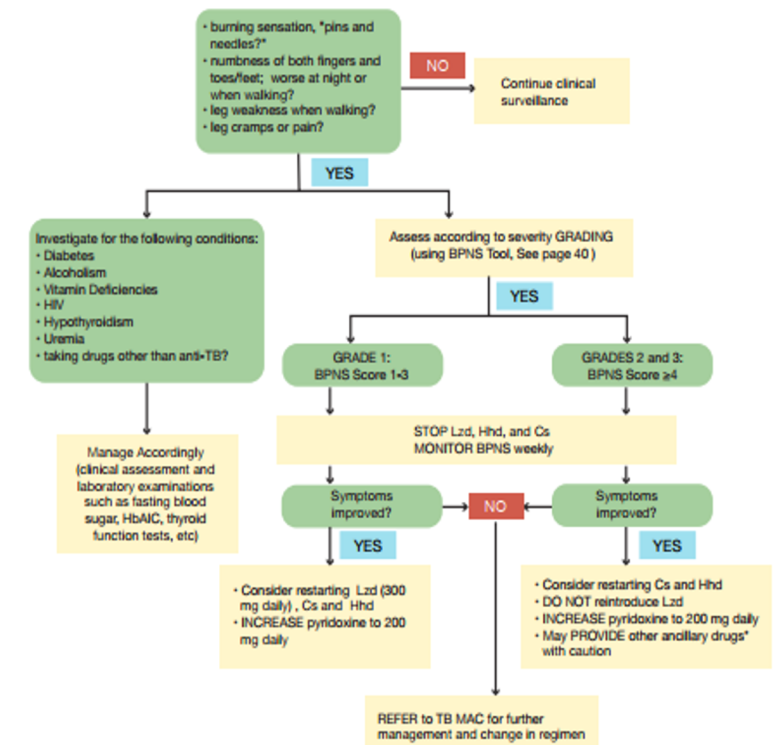 • burning sensation, "pins and
needles?"
• numbness of both fingers and
toes/feet; worse at night or
when walking?
• leg weakness when walking?
• leg cramps or pain?
NO
Continue clinical
surveillance
YES
Investigate for the following conditions:
• Diabetes
• Alcoholism
• Vitamin Deficiencies
• HIV
• Hypothyroidism
• Uremia
• taking drugs other than anti-TB?
Manage Accordingly
(clinical assessment and
laboratory examinations
such as fasting blood
sugar, HbAIC, thyroid
function tests, etc)
Assess according to severity GRADING
(using BPNS Tool, See page 40 )
YES
GRADE 1:
BPNS Score 1-3
GRADES 2 and 3:
BPNS Score ≥4
STOP Lzd, Hhd, and Cs
MONITOR BPNS weekly
Symptoms
improved?
NO
Symptoms
improved?
YES
YES
• Consider restarting Lzd (300
mg daily) , Cs and Hhd
• INCREASE pyridoxine to 200
mg daily
• Consider restarting Cs and Hhd
• DO NOT reintroduce Lzd
• INCREASE pyridoxine to 200 mg daily
• May PROVIDE other ancillary drugs*
with caution
REFER to TB MAC for further
management and change in regimen